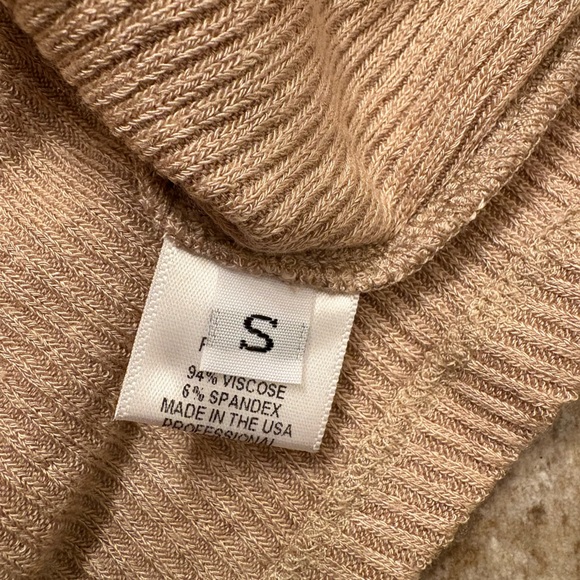 S
94% VISCOSE
6% SPANDEX
MADE IN THE USA
PROFESSIONAL